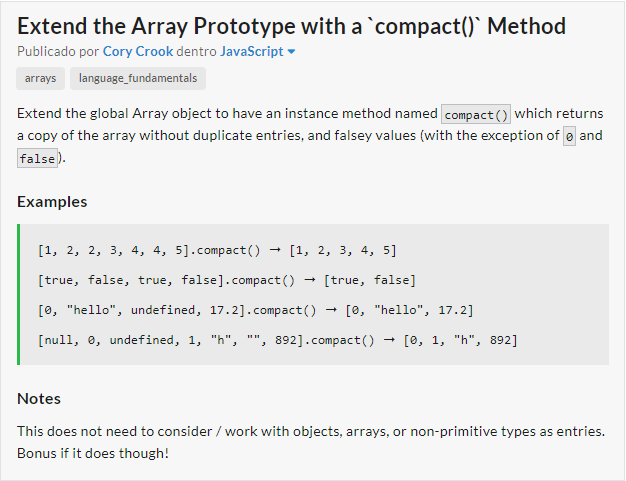 Extend the Array Prototype with a `compact()` Method
Publicado por Cory Crook dentro JavaScript
arrays language_fundamentals
Extend the global Array object to have an instance method named compact() which returns
a copy of the array without duplicate entries, and falsey values (with the exception of 0 and
false).
Examples
[1, 2, 2, 3, 4, 4, 5].compact() ➞ [1, 2, 3, 4, 5]
[true, false, true, false].compact() ➞ [true, false]
[0, "hello", undefined, 17.2].compact() ➞ [0, "hello", 17.2]
[null, 0, undefined, 1, "h", "", 892].compact() ➞ [0, 1, "h", 892]
Notes
This does not need to consider / work with objects, arrays, or non-primitive types as entries.
Bonus if it does though!